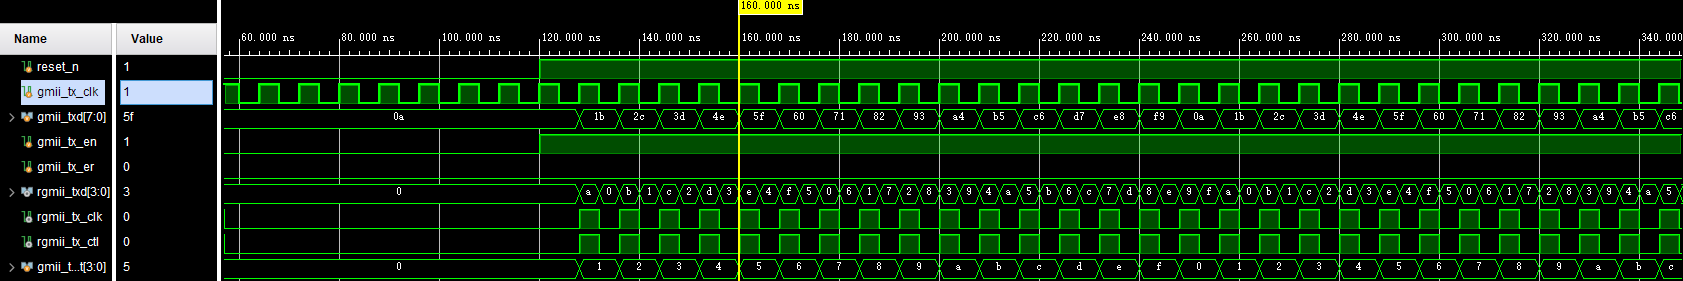 160.000 ns
Name Value
60.000 ns 80.000 ns 100.000 ns 120.000 ns 140.000 ns 160.000 ns 180.000 ns 200.000 ns 220.000 ns 240.000 ns 260.000 ns 280.000 ns 300.000 ns 320.000 ns 340.000
reset_n 1
gmii_tx_clk 1
gmii_txd[7:0] 5f 0a 1b 2c 3d 4e 5f 60 71 82 93 a4 b5 c6 d7 e8 f9 0a 1b 2c 3d 4e 5f 60 71 82 93 a4 b5 c6
gmii_tx_en 1
gmii_tx_er 0
rgmii_txd[3:0] 3 0 a 0 b 1 c 2 d 3 e 4 f 5 0 6 1 7 2 8 3 9 4 a 5 b 6 c 7 d 8 e 9 f a 0 b 1 c 2 d 3 e 4 f 5 0 6 1 7 2 8 3 9 4 a 5
rgmii_tx_clk 0
rgmii_tx_ctl 0
gmii_t...t[3:0] 5 0 1 2 3 4 5 6 7 8 9 a b c d e f 0 1 2 3 4 5 6 7 8 9 a b c